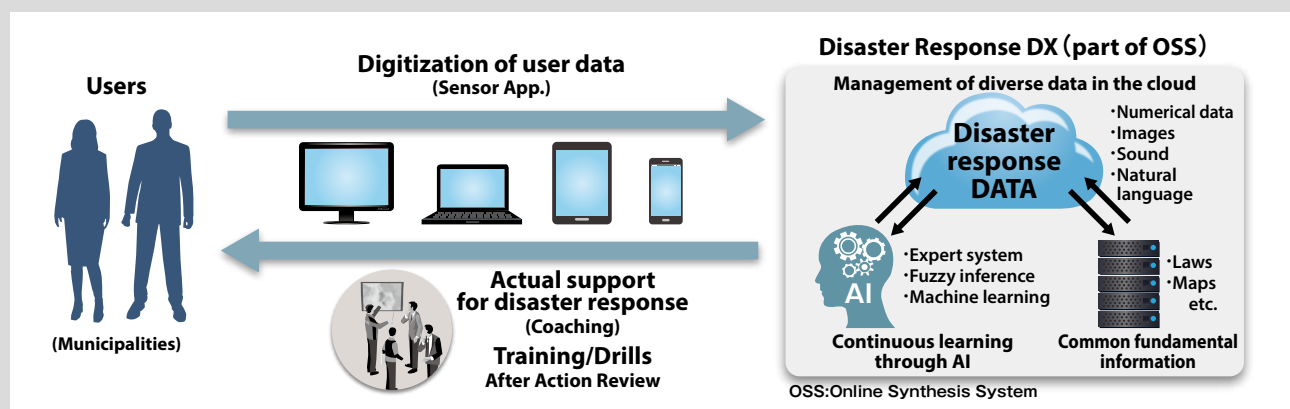 Users
(Municipalities)
Digitization of user data
(Sensor App.)
Actual support
for disaster response
(Coaching)
Training/Drills
After Action Review
Disaster Response DX（part of OSS）
Management of diverse data in the cloud
Disaster
response
DATA
・Numerical data
・Images
・Sound
・Natural
language
AI
・Expert system
・Fuzzy inference
・Machine learning
Continuous learning
through AI
・Laws
・Maps
etc.
Common fundamental
information
OSS:Online Synthesis System